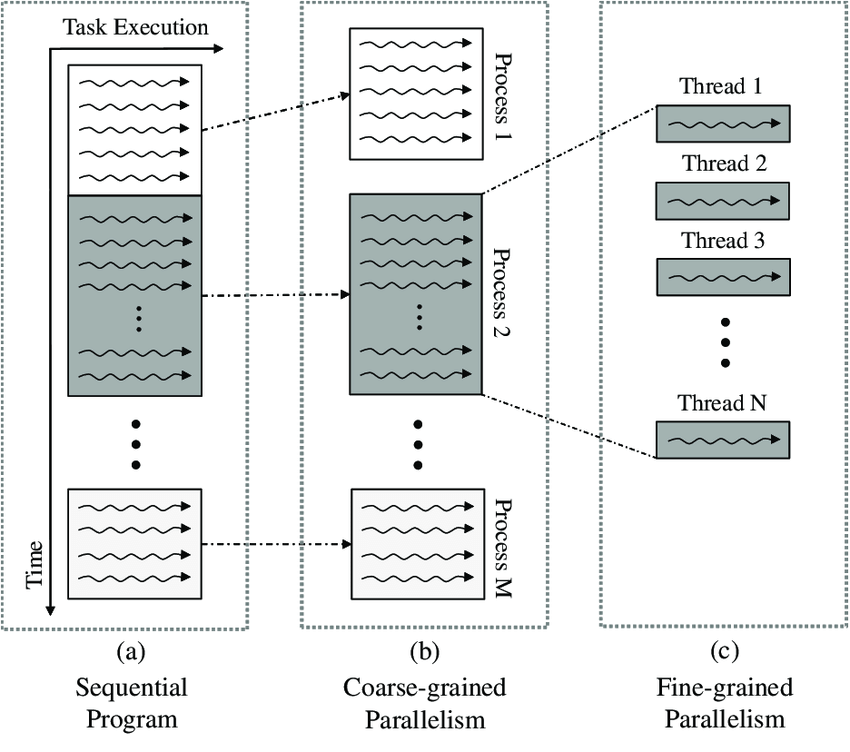 Task Execution
Time
(a)
Sequential
Program
Process 1
Process 2
Process M
(b)
Coarse-grained
Parallelism
Thread 1
Thread 2
Thread 3
Thread N
(c)
Fine-grained
Parallelism